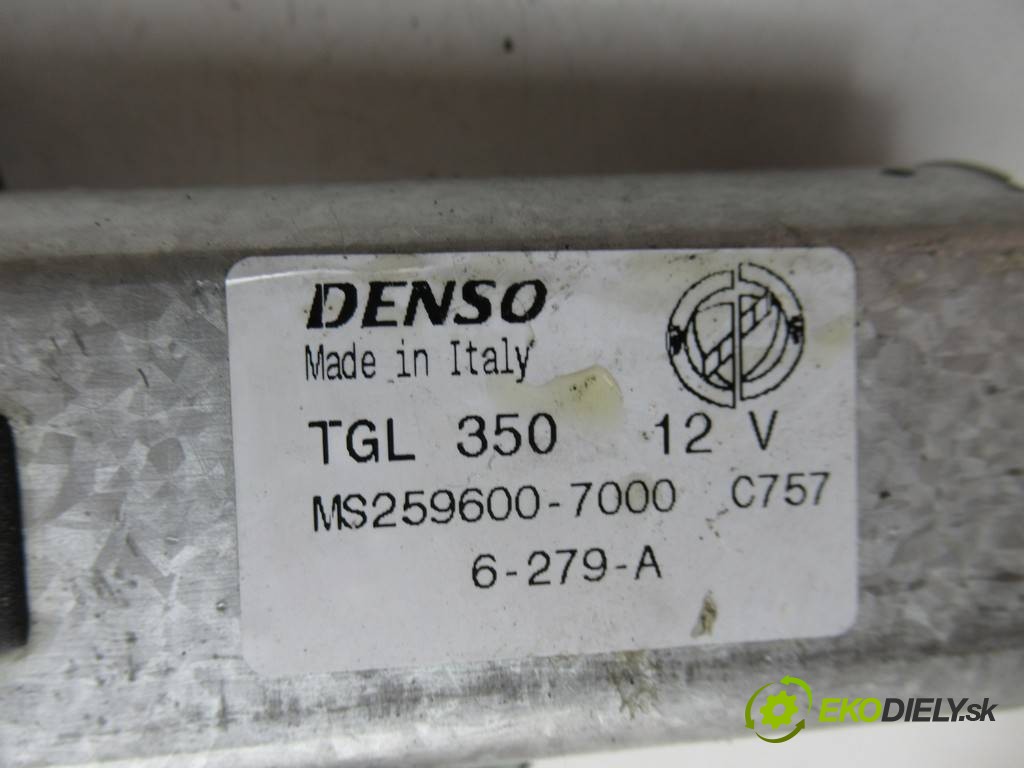 DENSO
Made in Italy
TGL 350 12 V
MS259600-7000 C757
6-279-A
EKODIELY.sk